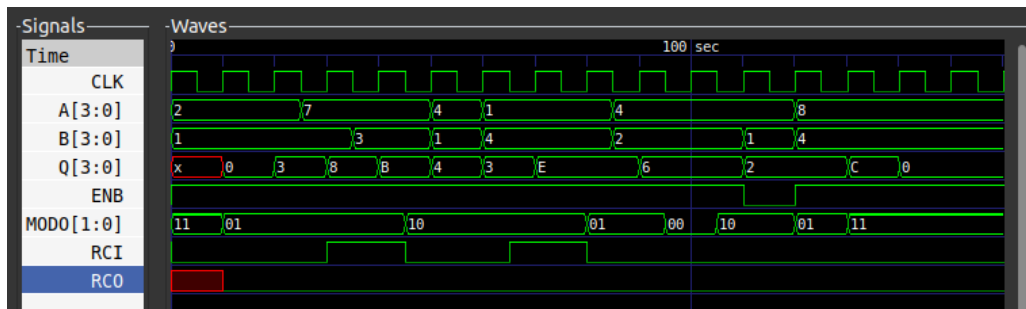 Signals Waves
Time 0 100 sec
CLK
A[3:0] 2 7 4 1 4 8
B[3:0] 1 3 1 4 2 1 4
Q[3:0] x 0 3 8 B 4 3 E 6 2 C 0
ENB
MODO[1:0] 11 01 10 01 00 10 01 11
RCI
RCO